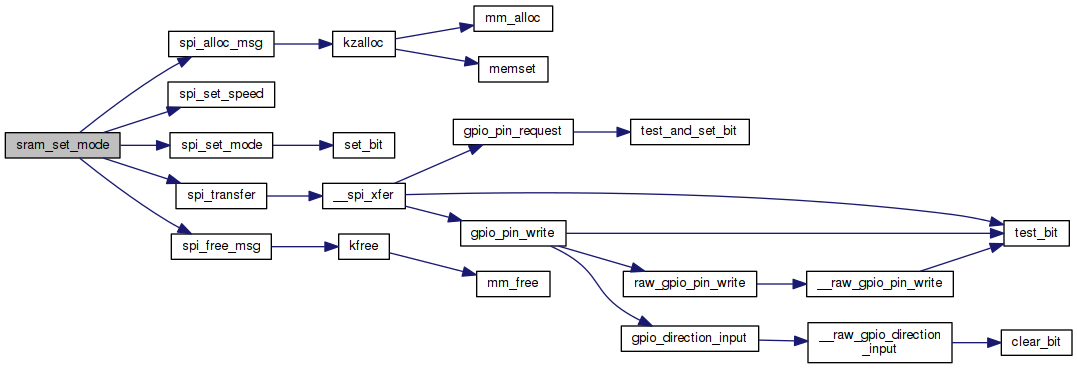 mm_alloc
spi_alloc_msg
kzalloc
memset
spi_set_speed
gpio_pin_request
test_and_set_bit
sram_set_mode
spi_set_mode
set_bit
spi_transfer
__spi_xfer
gpio_pin_write
test_bit
spi_free_msg
kfree
mm_free
raw_gpio_pin_write
__raw_gpio_pin_write
gpio_direction_input
__raw_gpio_direction
_input
clear_bit